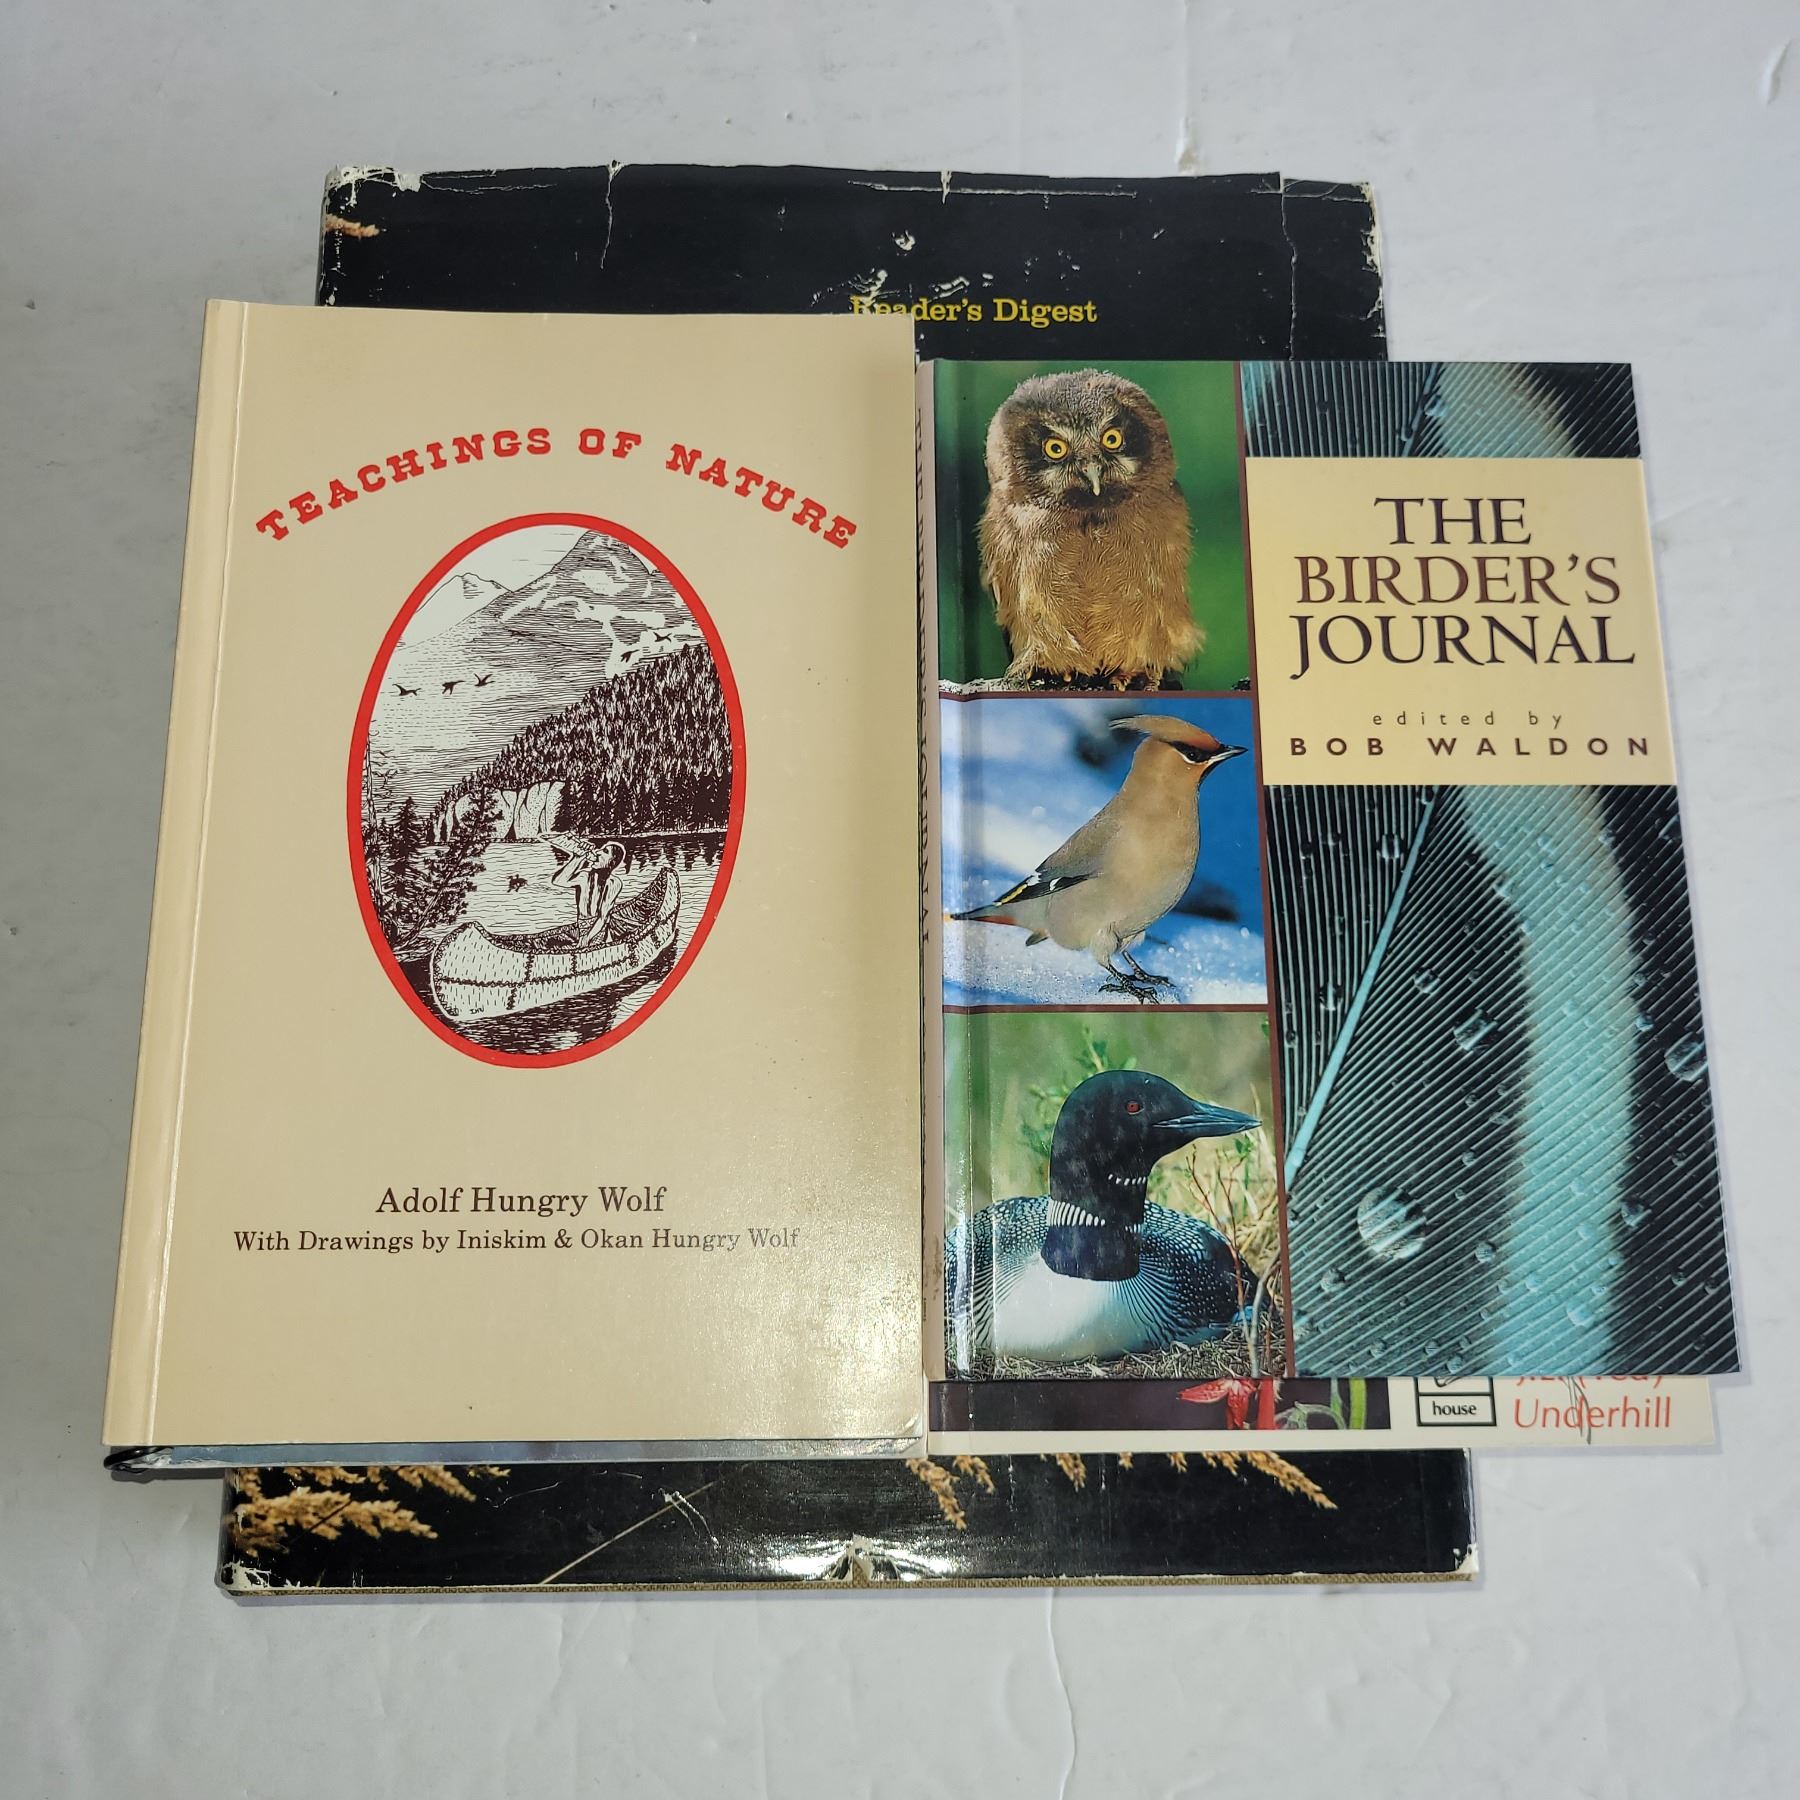 Reader's Digest
TEACHINGS OF NATURE
Adolf Hungry Wolf
With Drawings by Iniskim & Okan Hungry Wolf
THE
BIRDER'S
JOURNAL
edited by
BOB WALDON
house
Underhill